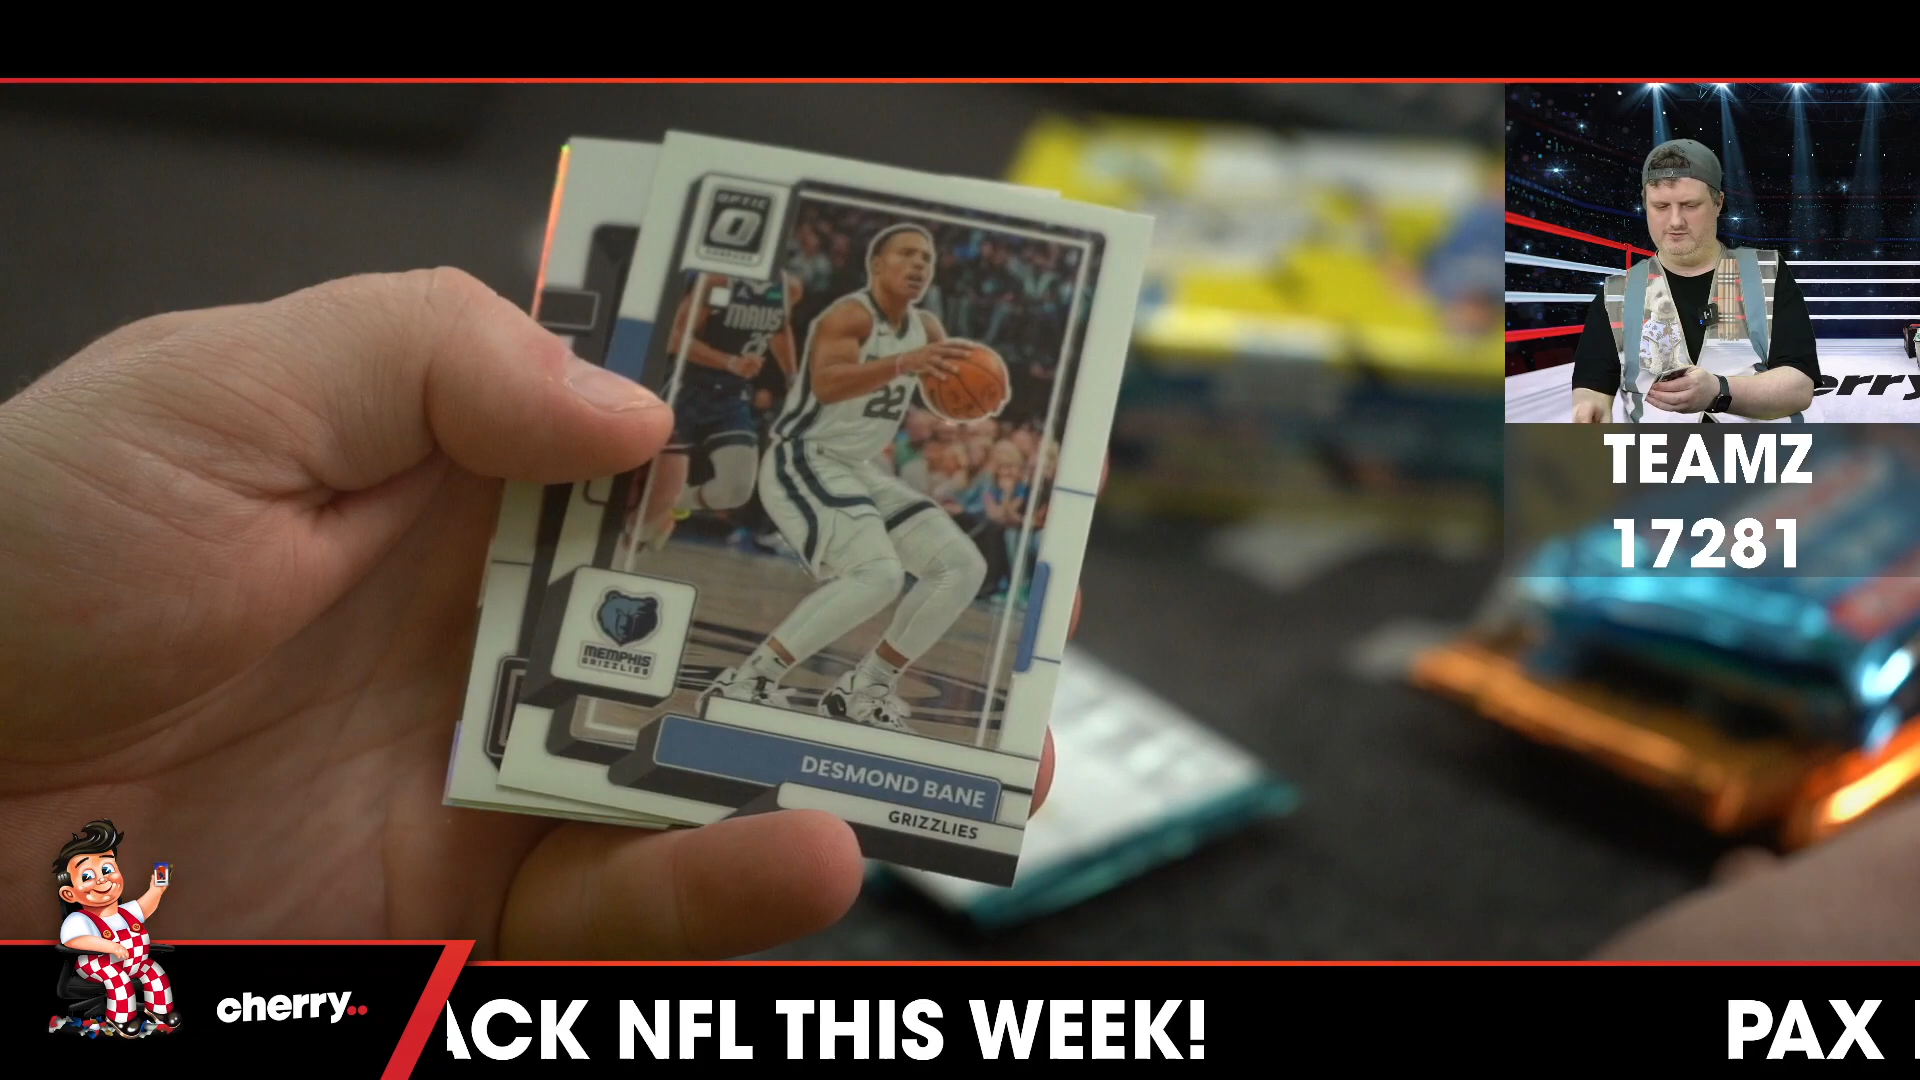 OPTIC
MAVS
22
MEMPHIS
GRIZZLIES
DESMOND BANE
GRIZZLIES
erry
TEAMZ
17281
cherry..
ACK NFL THIS WEEK!
PAX